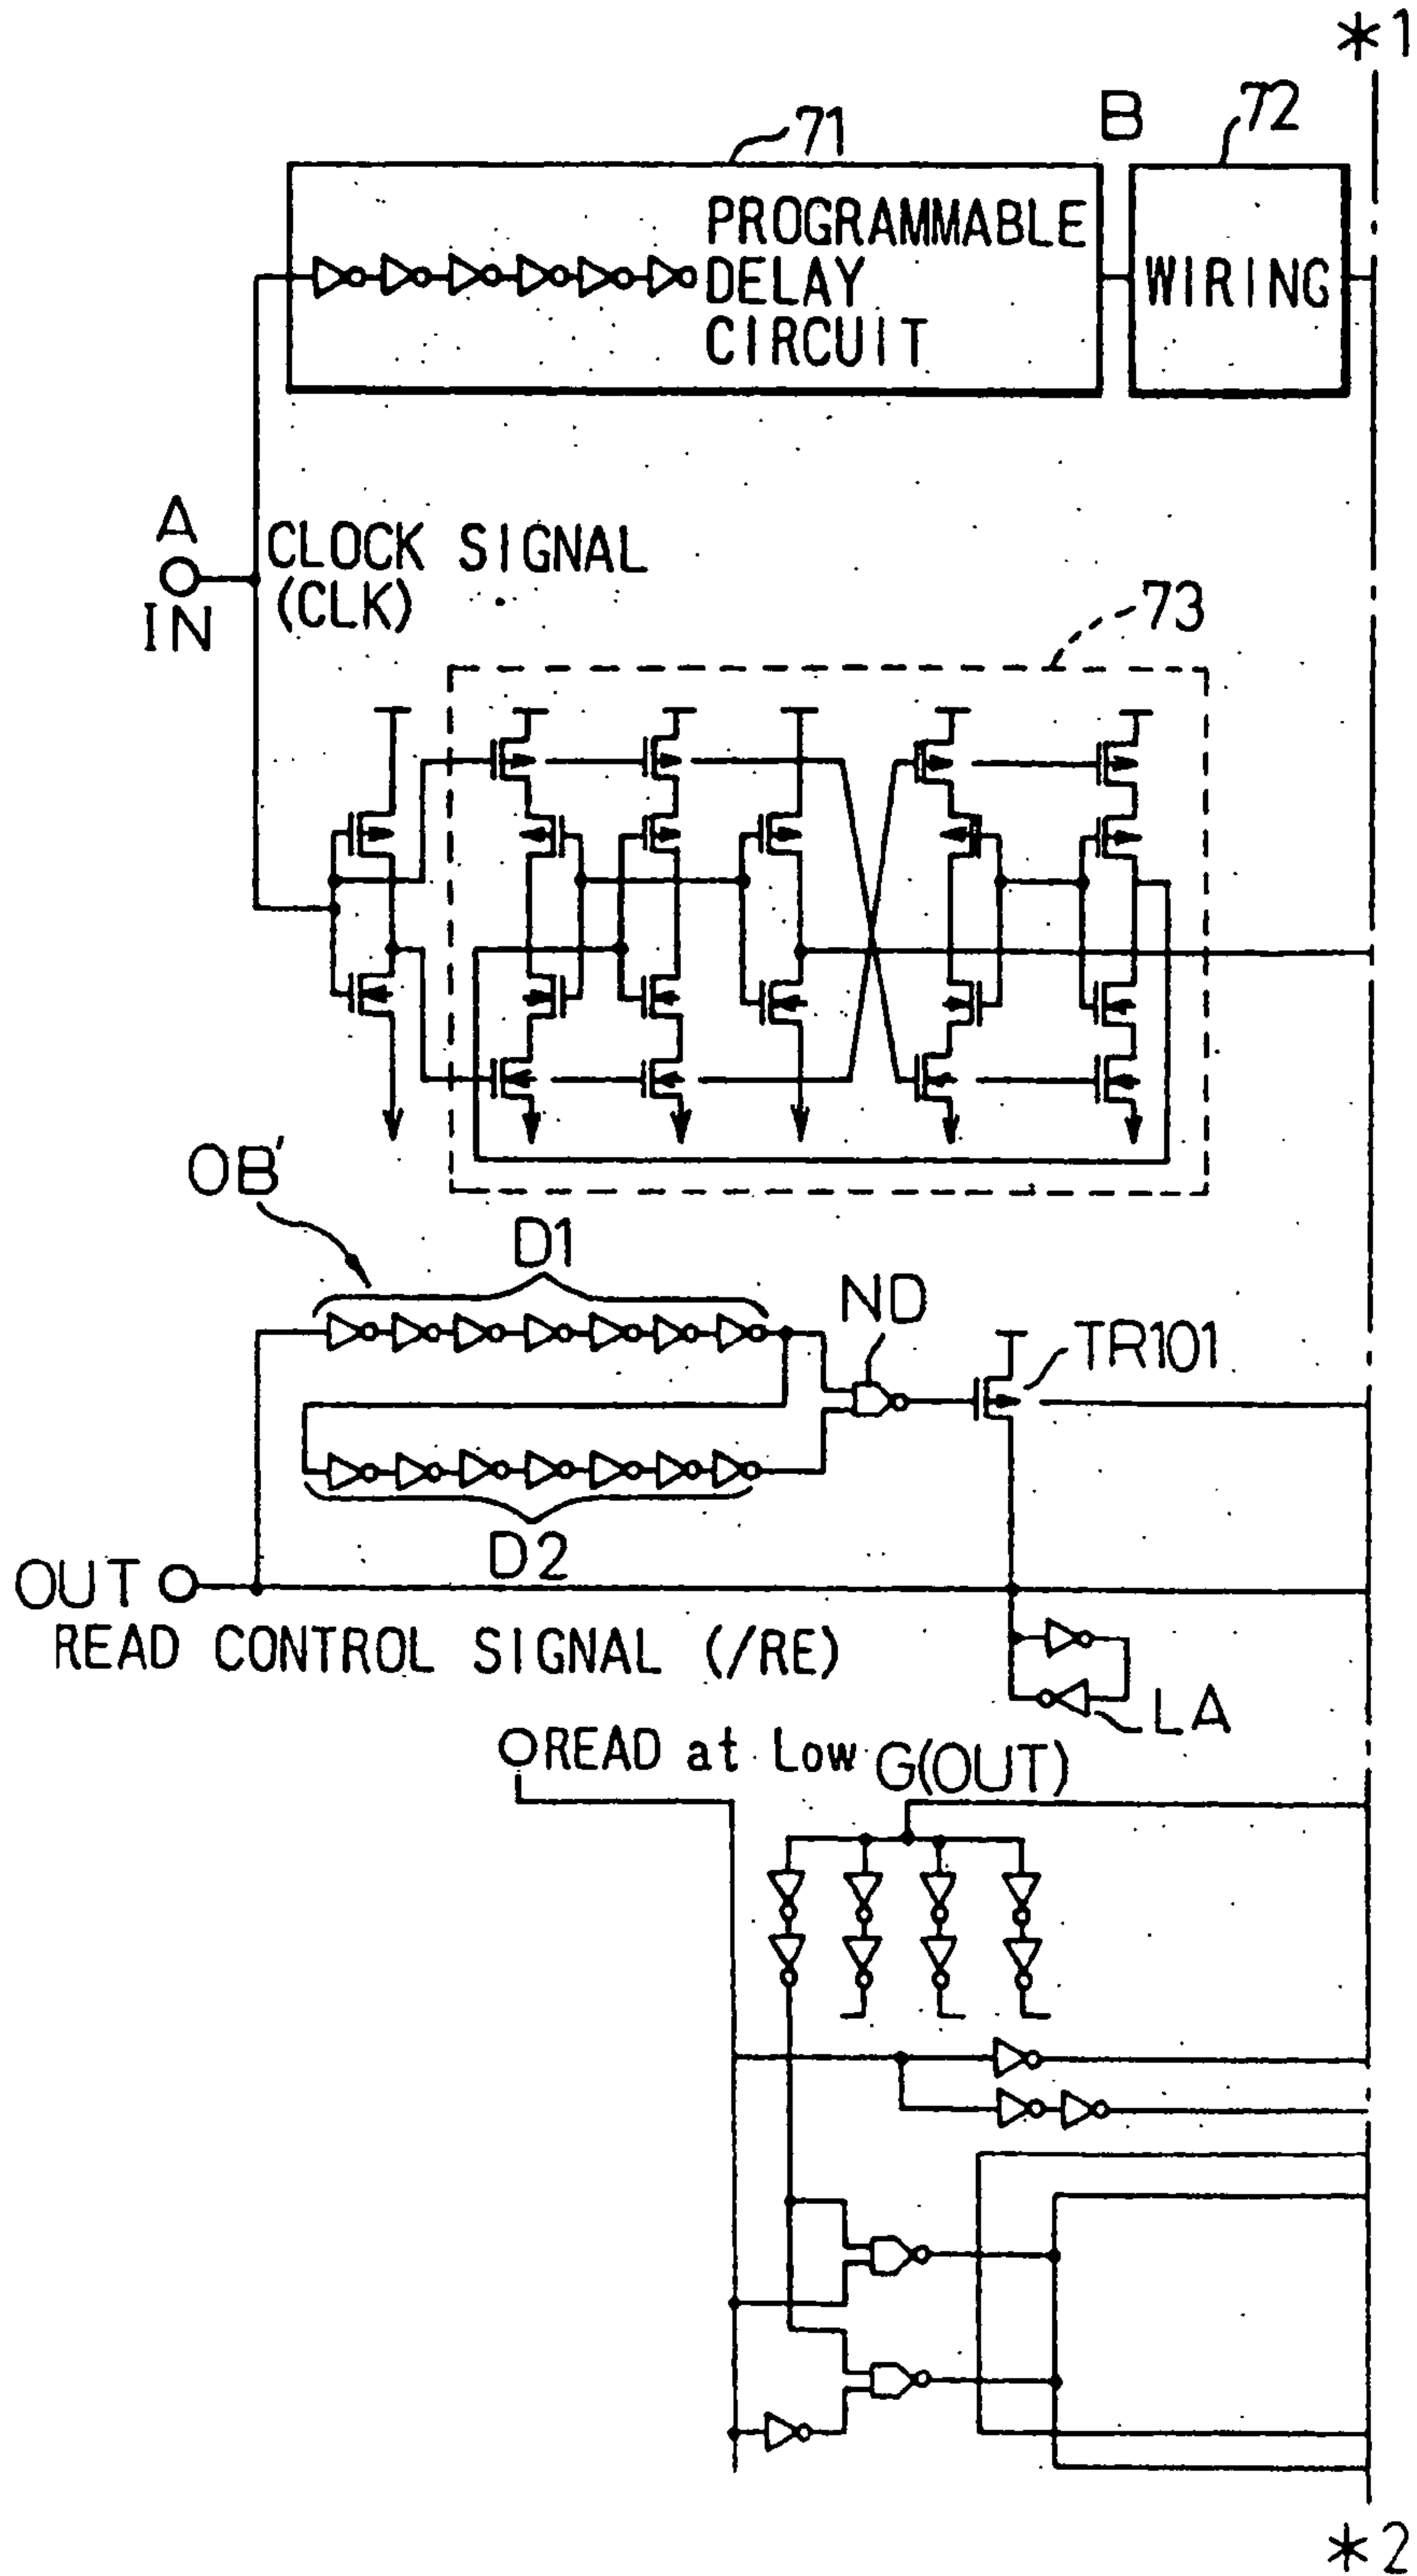 *1
71
B
72
PROGRAMMABLE
DELAY
CIRCUIT
WIRING
A
IN
CLOCK SIGNAL
(CLK)
73
OB'
D1
ND
TR101
D2
OUT
READ CONTROL SIGNAL (/RE)
LA
READ at Low
G(OUT)
*2